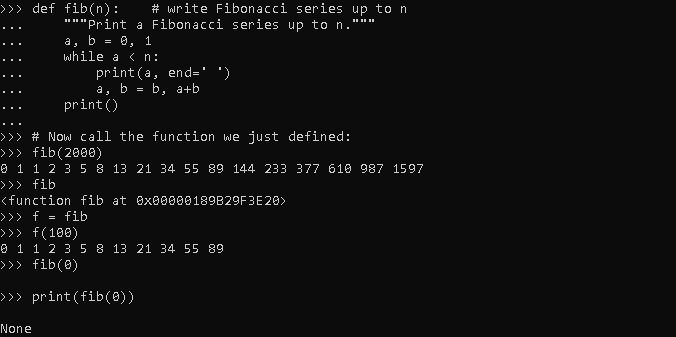 >>> def fib(n):    # write Fibonacci series up to n
...     """Print a Fibonacci series up to n."""
...     a, b = 0, 1
...     while a < n:
...         print(a, end=' ')
...         a, b = b, a+b
...     print()
...
>>> # Now call the function we just defined:
>>> fib(2000)
0 1 1 2 3 5 8 13 21 34 55 89 144 233 377 610 987 1597
>>> fib
<function fib at 0x00000189B29F3E20>
>>> f = fib
>>> f(100)
0 1 1 2 3 5 8 13 21 34 55 89
>>> fib(0)

>>> print(fib(0))

None